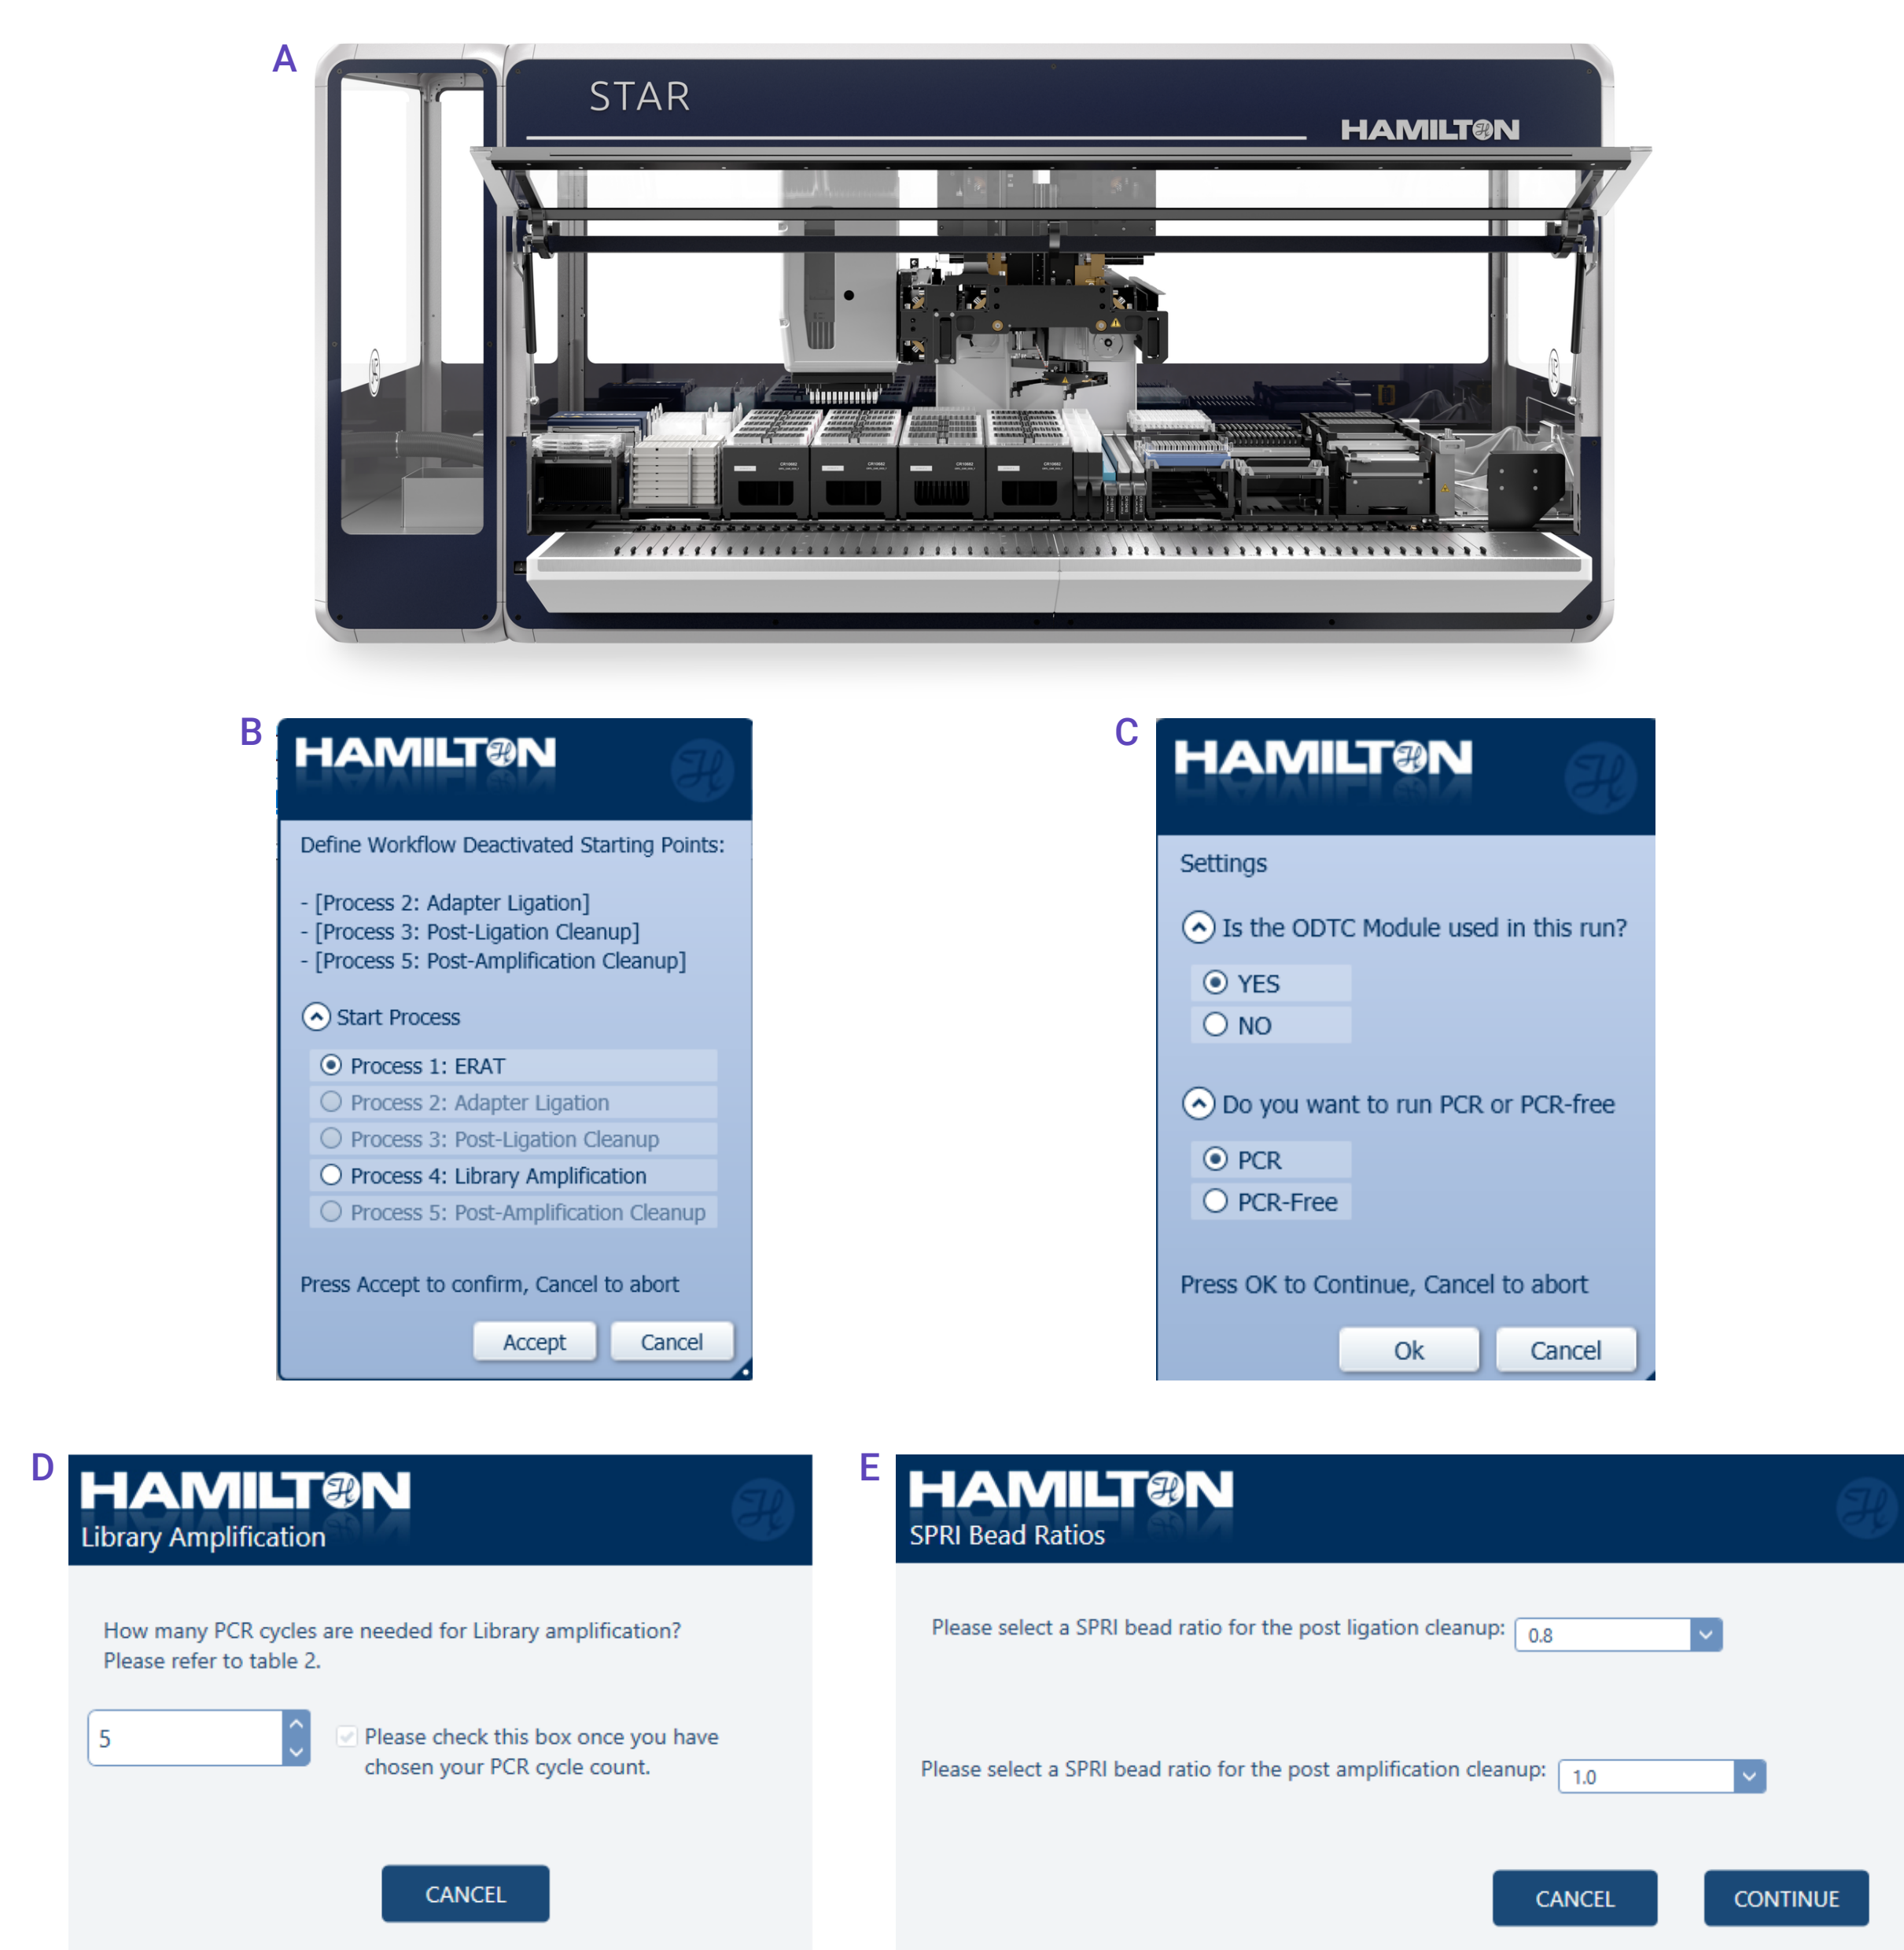 A
STAR
HAMILTON
B
HAMILTON
Define Workflow Deactivated Starting Points:
- [Process 2: Adapter Ligation]
- [Process 3: Post-Ligation Cleanup]
- [Process 5: Post-Amplification Cleanup]
Start Process
Process 1: ERAT
Process 2: Adapter Ligation
Process 3: Post-Ligation Cleanup
Process 4: Library Amplification
Process 5: Post-Amplification Cleanup
Press Accept to confirm, Cancel to abort
Accept Cancel
C
HAMILTON
Settings
Is the ODTC Module used in this run?
YES
NO
Do you want to run PCR or PCR-free
PCR
PCR-Free
Press OK to Continue, Cancel to abort
Ok Cancel
D
HAMILTON
Library Amplification
How many PCR cycles are needed for Library amplification?
Please refer to table 2.
5
Please check this box once you have
chosen your PCR cycle count.
CANCEL
E
HAMILTON
SPRI Bead Ratios
Please select a SPRI bead ratio for the post ligation cleanup: 0.8
Please select a SPRI bead ratio for the post amplification cleanup: 1.0
CANCEL CONTINUE